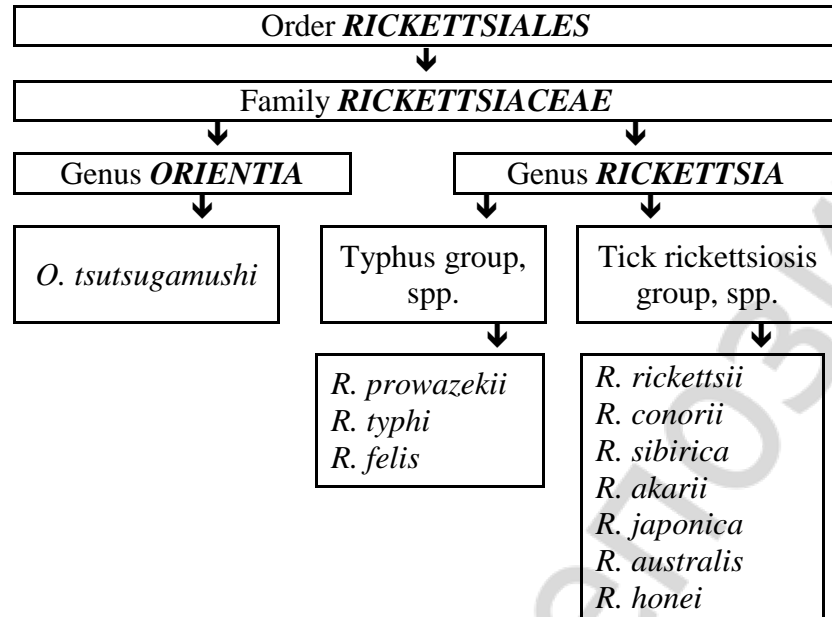 Order RICKETTSIALES
Family RICKETTSIACEAE
Genus ORIENTIA
Genus RICKETTSIA
O. tsutsugamushi
Typhus group,
spp.
Tick rickettsiosis
group, spp.
R. prowazekii
R. typhi
R. felis
R. rickettsii
R. conorii
R. sibirica
R. akarii
R. japonica
R. australis
R. honei